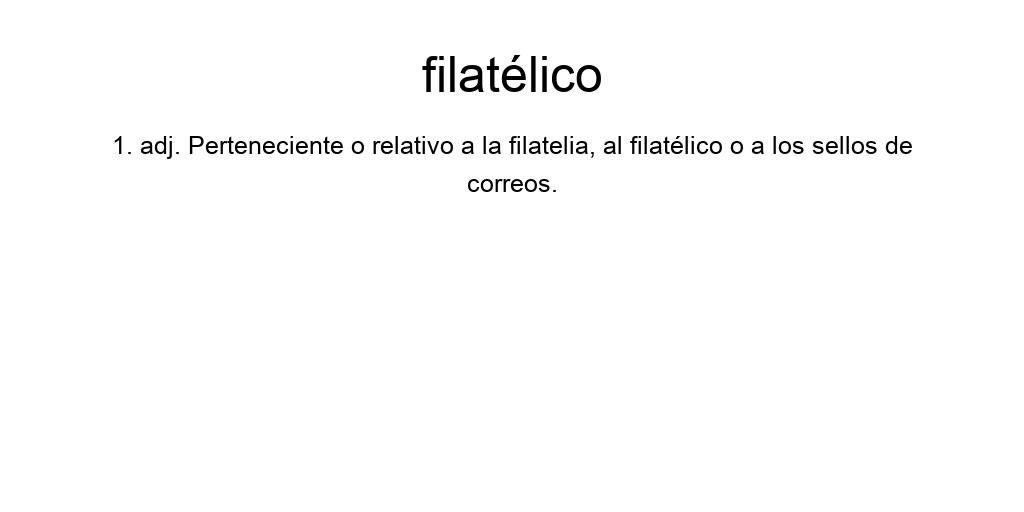 filatélico
1. adj. Perteneciente o relativo a la filatelia, al filatélico o a los sellos de
correos.